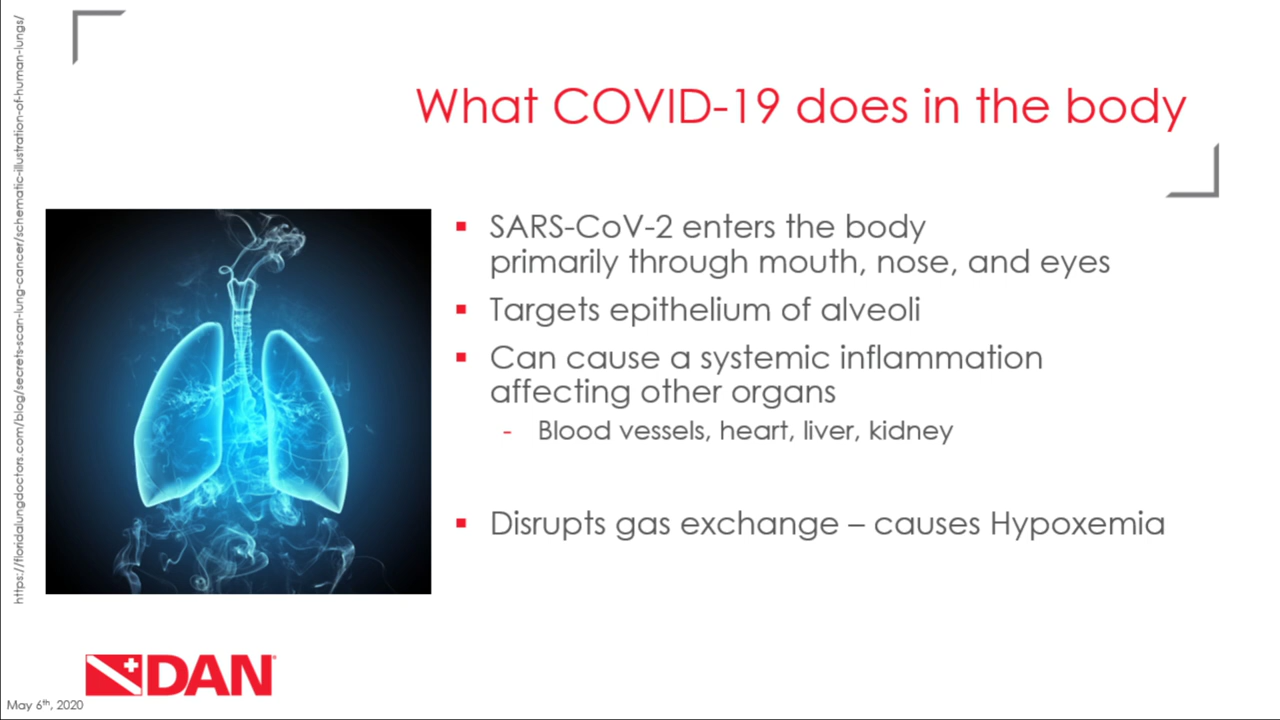 What COVID-19 does in the body
https://floridalungdoctors.com/blog/secrets-scan-lung-cancer/schematic-illustration-of-human-lungs/
▪ SARS-CoV-2 enters the body
primarily through mouth, nose, and eyes
▪ Targets epithelium of alveoli
▪ Can cause a systemic inflammation
affecting other organs
- Blood vessels, heart, liver, kidney
▪ Disrupts gas exchange – causes Hypoxemia
DAN
May 6th, 2020